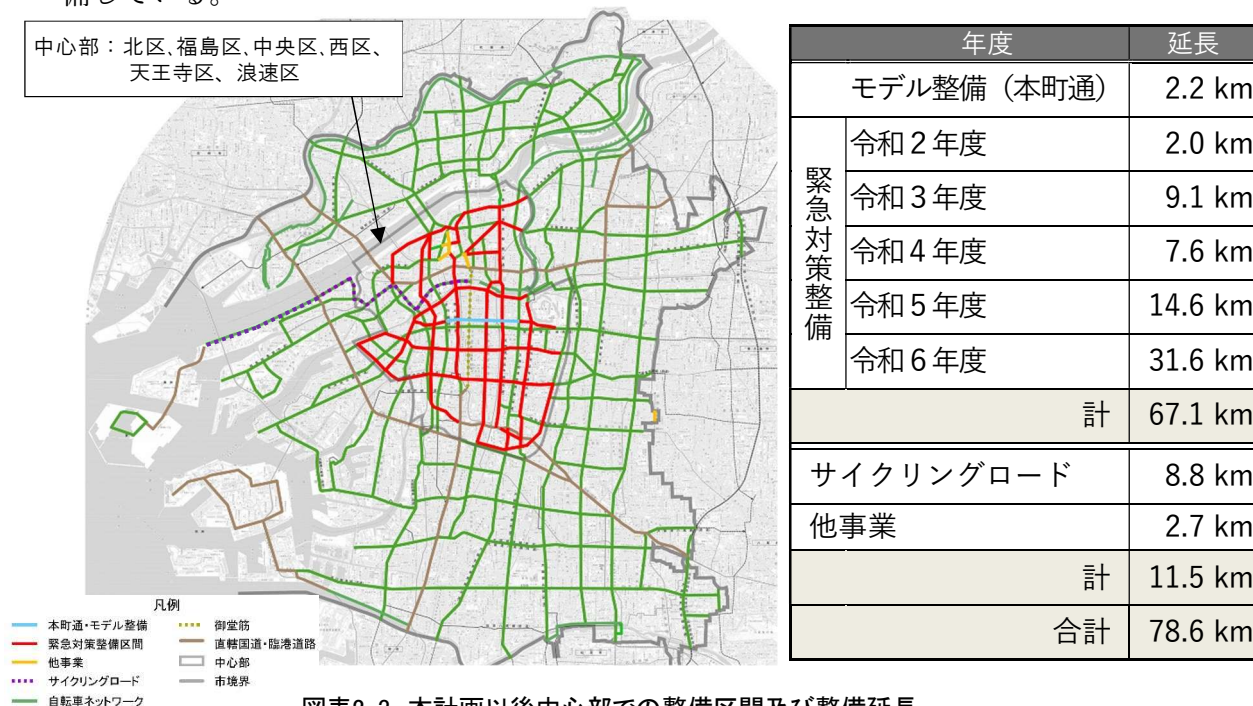 備している。
中心部：北区､福島区､中央区､西区、
天王寺区、浪速区
年度 延長
モデル整備（本町通） 2.2 km
緊急対策整備
令和２年度 2.0 km
令和３年度 9.1 km
令和４年度 7.6 km
令和５年度 14.6 km
令和６年度 31.6 km
計 67.1 km
サイクリングロード 8.8 km
他事業 2.7 km
計 11.5 km
合計 78.6 km
凡例
本町通・モデル整備
緊急対策整備区間
他事業
サイクリングロード
自転車ネットワーク
御堂筋
直轄国道・臨港道路
中心部
市境界